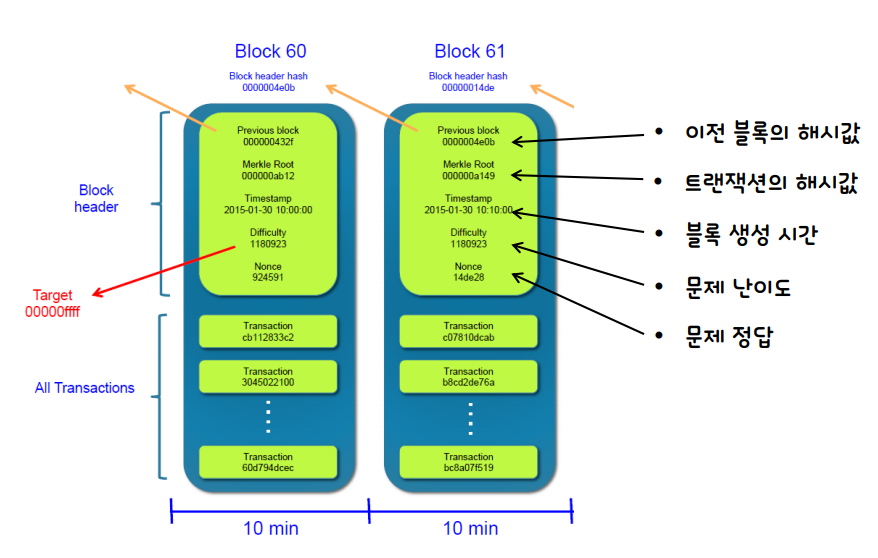 Block 60
Block header hash
0000004e0b
Block 61
Block header hash
00000014de
Block
header
Previous block
000000432f
Merkle Root
000000ab12
Timestamp
2015-01-30 10:00:00
Difficulty
1180923
Nonce
924591
Target
00000ffff
Previous block
0000004e0b
Merkle Root
000000a149
Timestamp
2015-01-30 10:10:00
Difficulty
1180923
Nonce
14de28
• 이전 블록의 해시값
• 트랜잭션의 해시값
• 블록 생성 시간
• 문제 난이도
• 문제 정답
All Transactions
Transaction
cb112833c2
Transaction
3045022100
Transaction
60d794dcec
Transaction
c07810dcab
Transaction
b8cd2de76a
Transaction
bc8a07f519
10 min
10 min